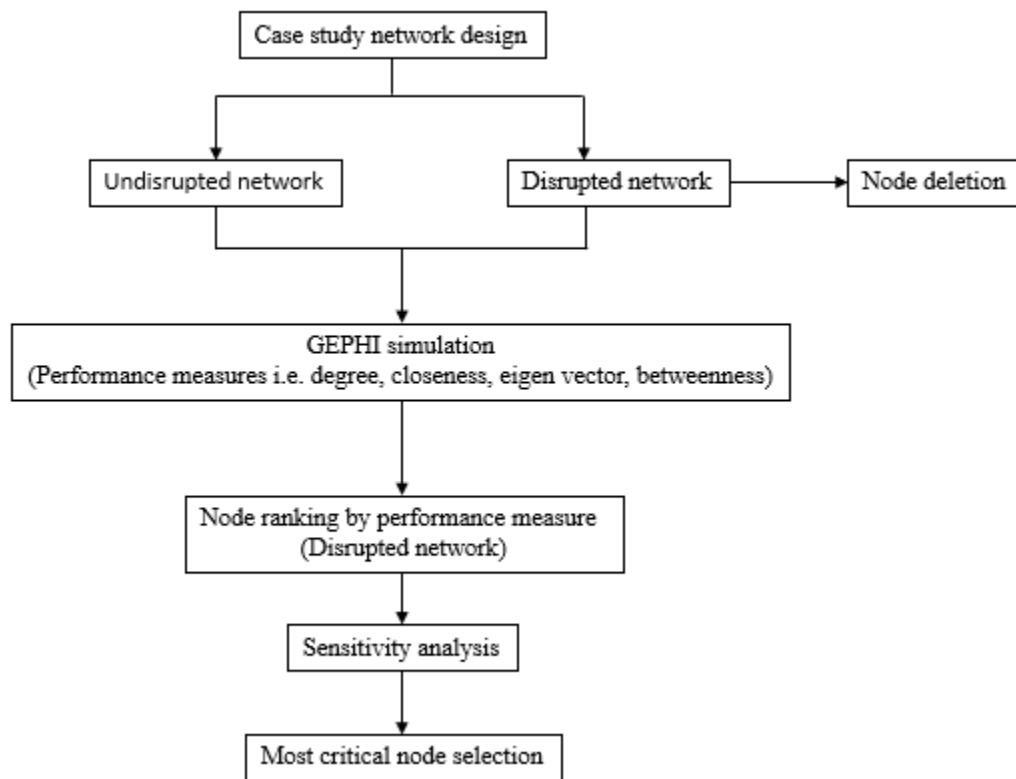 Case study network design
Undisrupted network
Disrupted network
Node deletion
GEPHI simulation
(Performance measures i.e. degree, closeness, eigen vector, betweenness)
Node ranking by performance measure
(Disrupted network)
Sensitivity analysis
Most critical node selection